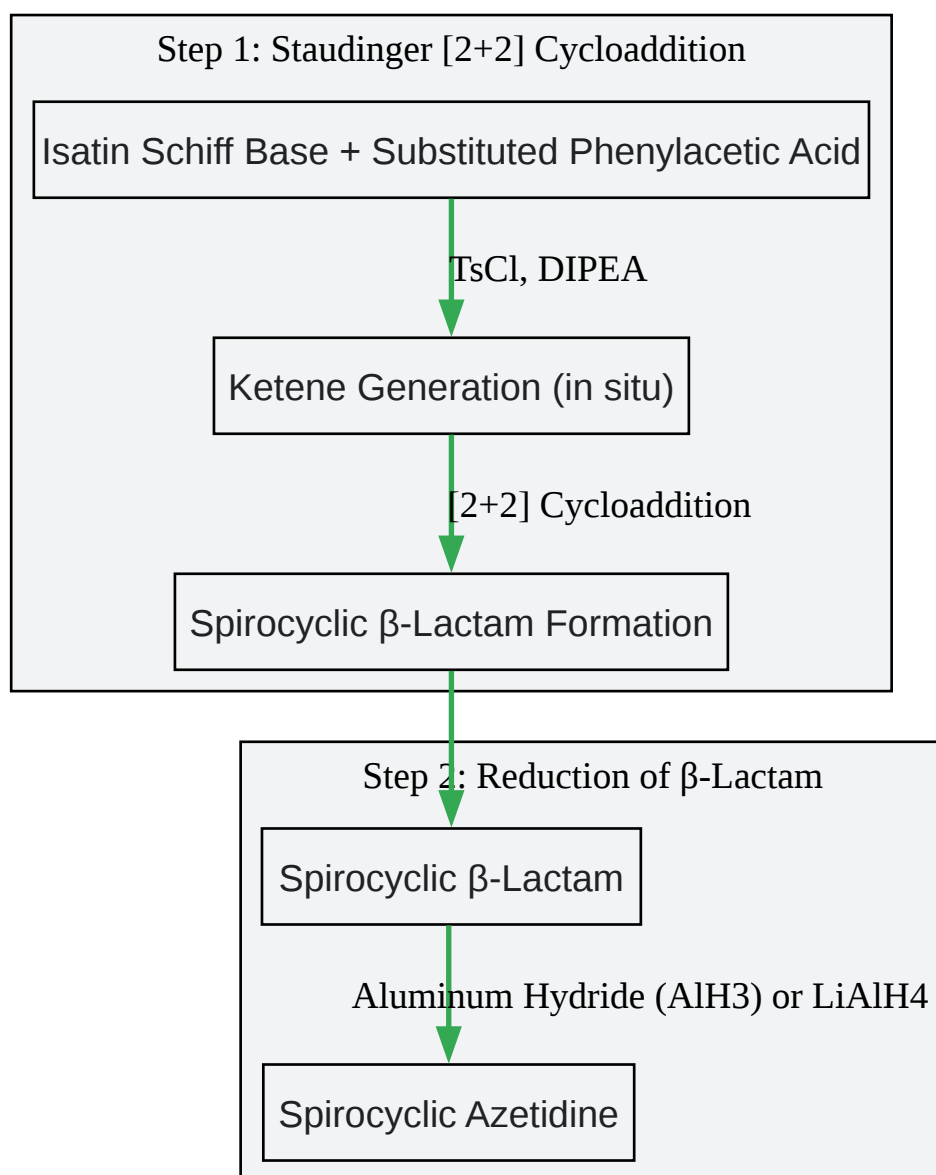 Step 1: Staudinger [2+2] Cycloaddition
Isatin Schiff Base + Substituted Phenylacetic Acid
TsCl, DIPEA
Ketene Generation (in situ)
[2+2] Cycloaddition
Spirocyclic β-Lactam Formation
Step 2: Reduction of β-Lactam
Spirocyclic β-Lactam
Aluminum Hydride (AlH3) or LiAlH4
Spirocyclic Azetidine